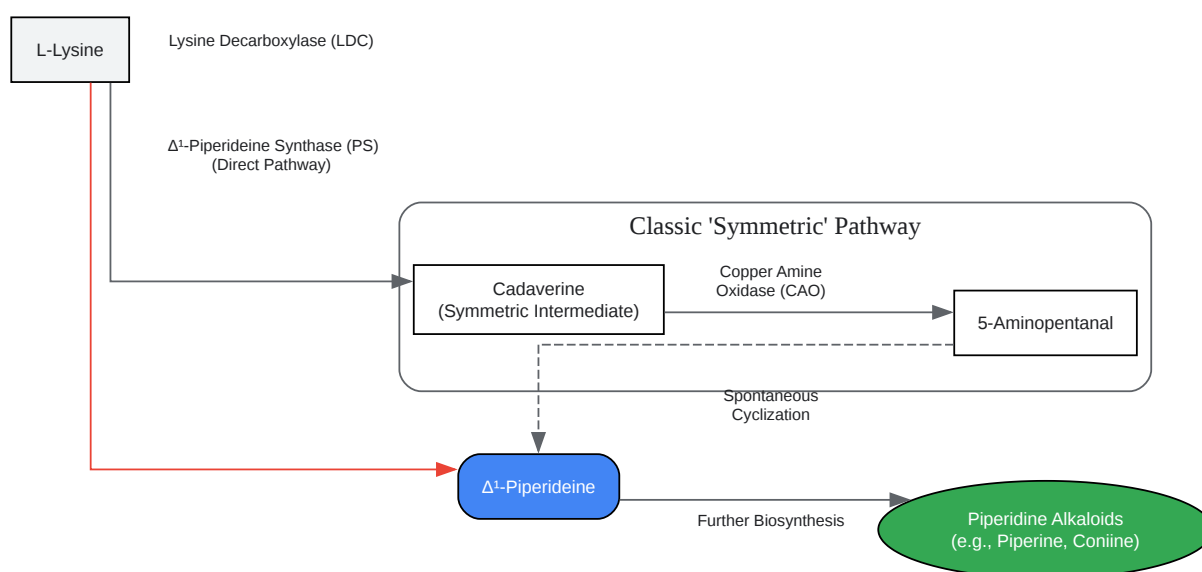 L-Lysine
Lysine Decarboxylase (LDC)
Δ¹-Piperideine Synthase (PS)
(Direct Pathway)
Classic 'Symmetric' Pathway
Cadaverine
(Symmetric Intermediate)
Copper Amine
Oxidase (CAO)
5-Aminopentanal
Spontaneous
Cyclization
Δ¹-Piperideine
Further Biosynthesis
Piperidine Alkaloids
(e.g., Piperine, Coniine)